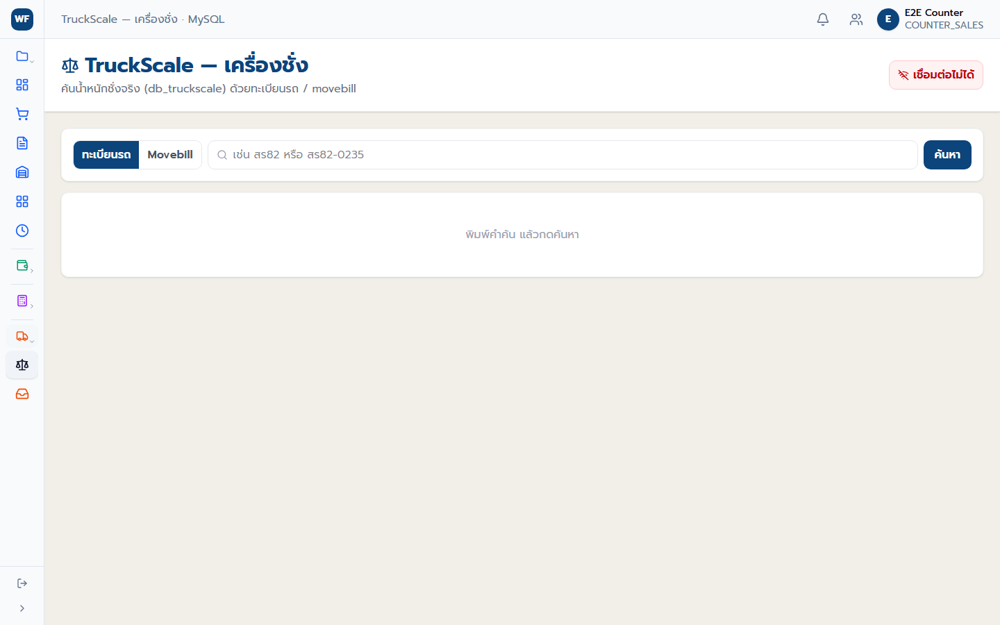 WF
TruckScale — เครื่องชั่ง · MySQL
E
E2E Counter
COUNTER_SALES
TruckScale — เครื่องชั่ง
ค้นน้ำหนักชั่งจริง (db_truckscale) ด้วยทะเบียนรถ / movebill
เชื่อมต่อไม่ได้
ทะเบียนรถ
Movebill
เช่น สร82 หรือ สร82-0235
ค้นหา
พิมพ์คำค้น แล้วกดค้นหา